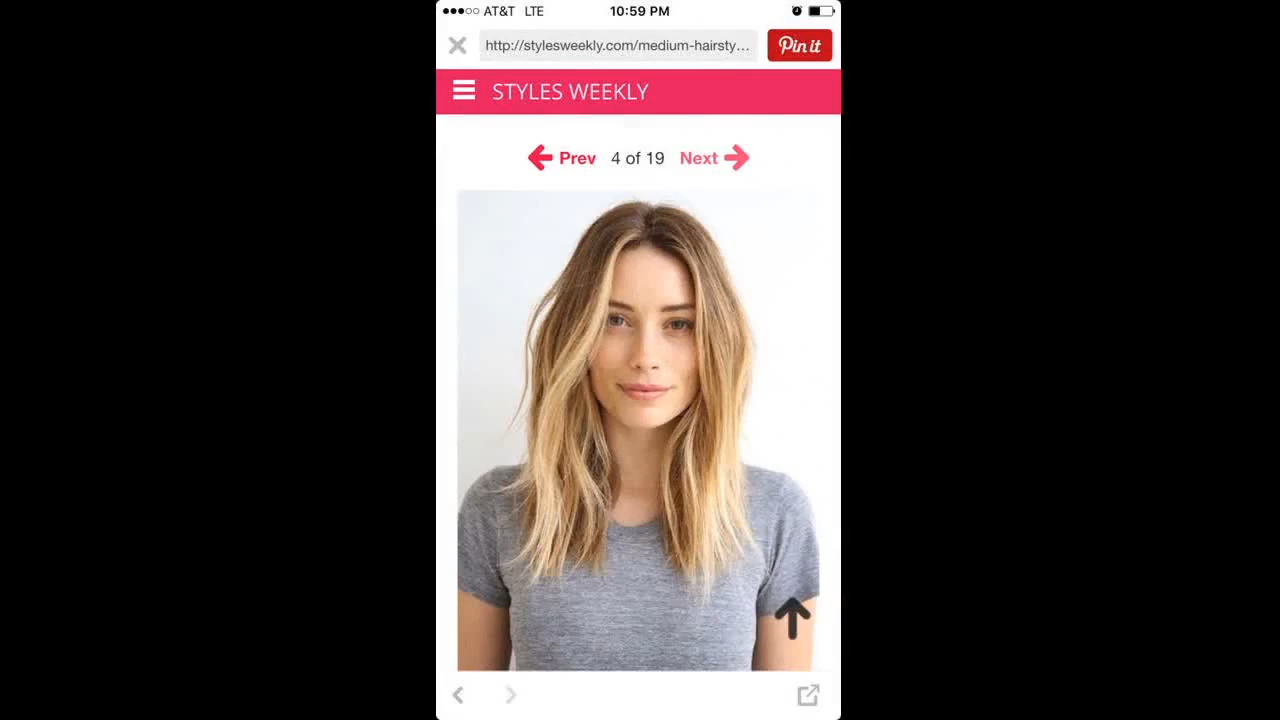 AT&T LTE 10:59 PM
http://stylesweekly.com/medium-hairsty... Pin it
STYLES WEEKLY
Prev 4 of 19 Next